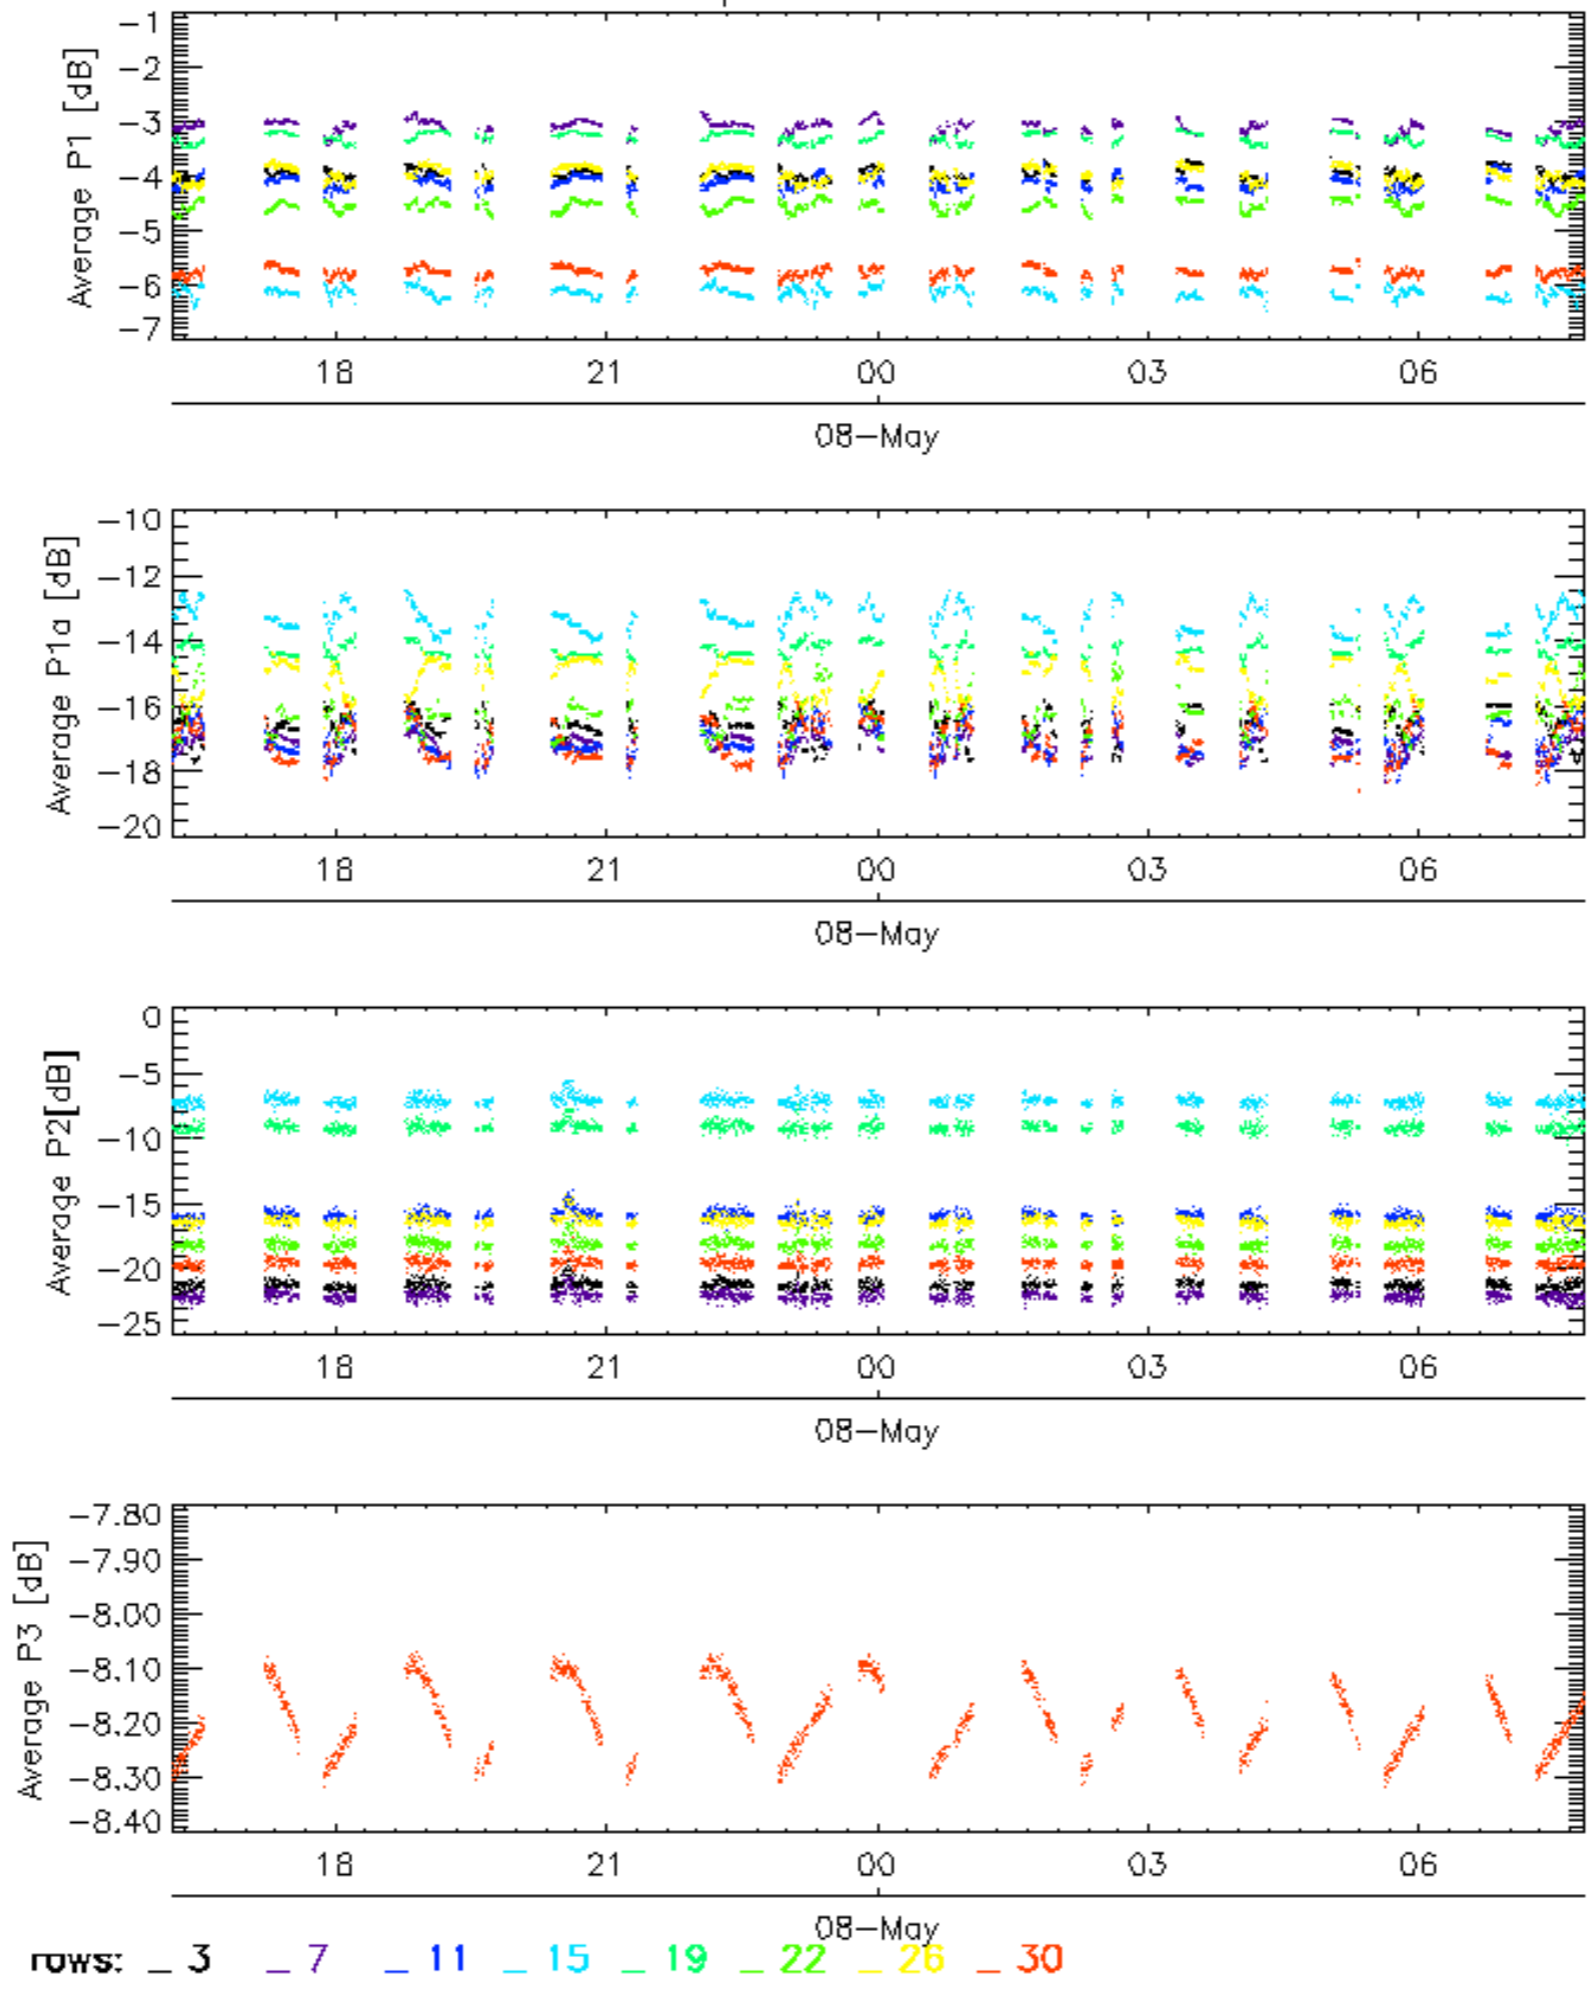 Average P1 [dB]
-1
-2
-3
-4
-5
-6
-7
18 21 00 03 06
08-May
Average P1a [dB]
-10
-12
-14
-16
-18
-20
18 21 00 03 06
08-May
Average P2[dB]
0
-5
-10
-15
-20
-25
18 21 00 03 06
08-May
Average P3 [dB]
-7.80
-7.90
-8.00
-8.10
-8.20
-8.30
-8.40
18 21 00 03 06
08-May
rows: _ 3 _ 7 _ 11 _ 15 _ 19 _ 22 _ 26 _ 30